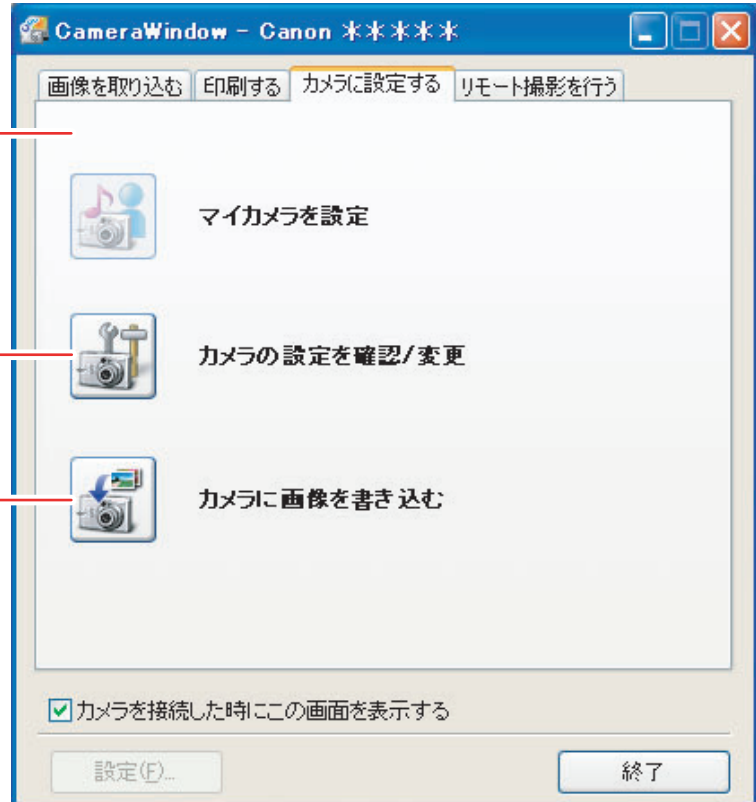 CameraWindow - Canon ＊＊＊＊＊
画像を取り込む 印刷する カメラに設定する リモート撮影を行う
マイカメラを設定
カメラの設定を確認/変更
カメラに画像を書き込む
カメラを接続した時にこの画面を表示する
設定(F)... 終了